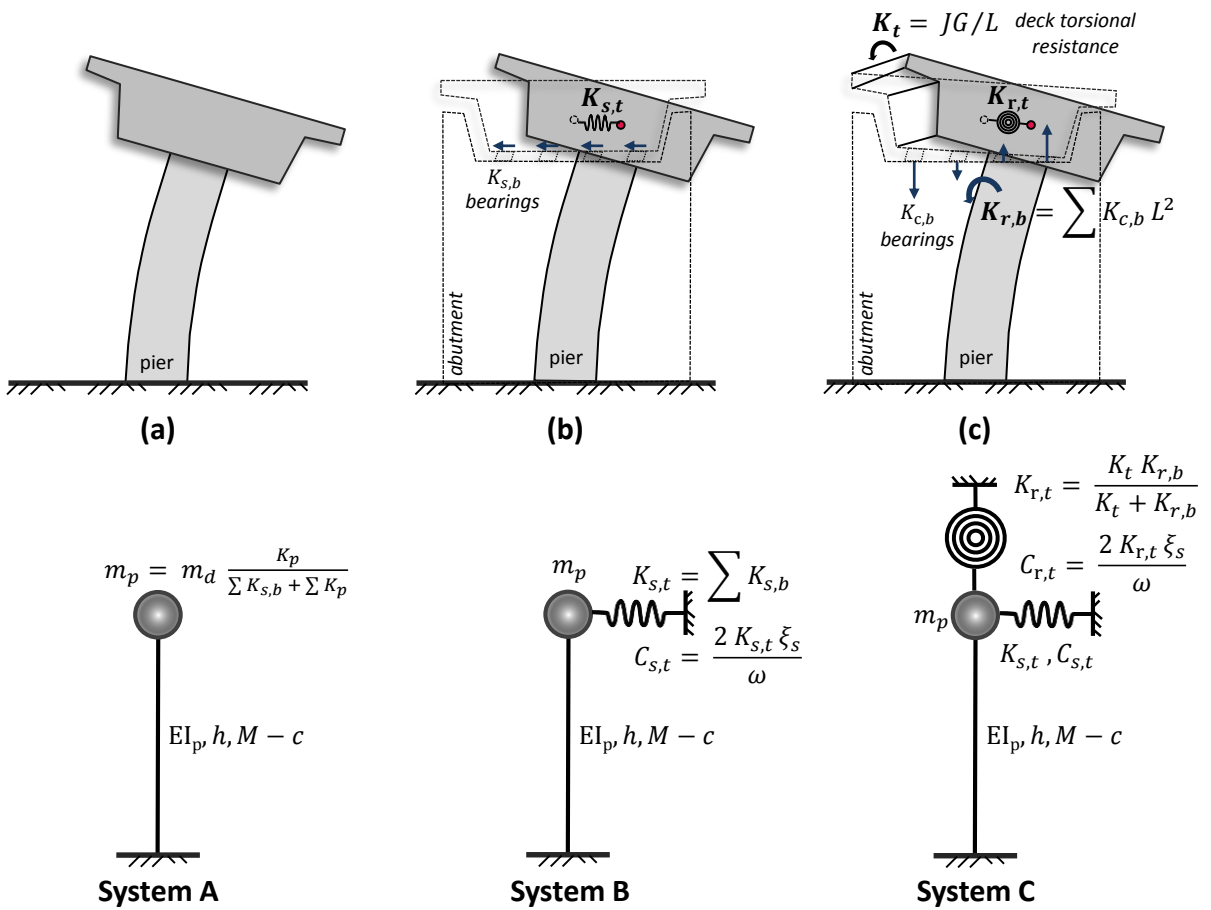 K_t = JG/L deck torsional
resistance
K_{s,t}
K_{r,t}
K_{s,b}
bearings
K_{c,b}
bearings
K_{r,b} = ∑ K_{c,b} L²
abutment
abutment
pier
pier
pier
(a)
(b)
(c)
m_p = m_d K_p / (∑ K_{s,b} + ∑ K_p)
m_p
K_{s,t} = ∑ K_{s,b}
C_{s,t} = 2 K_{s,t} ξ_s / ω
K_{r,t} = K_t K_{r,b} / (K_t + K_{r,b})
C_{r,t} = 2 K_{r,t} ξ_s / ω
m_p
K_{s,t} , C_{s,t}
EI_p, h, M − c
EI_p, h, M − c
EI_p, h, M − c
System A
System B
System C